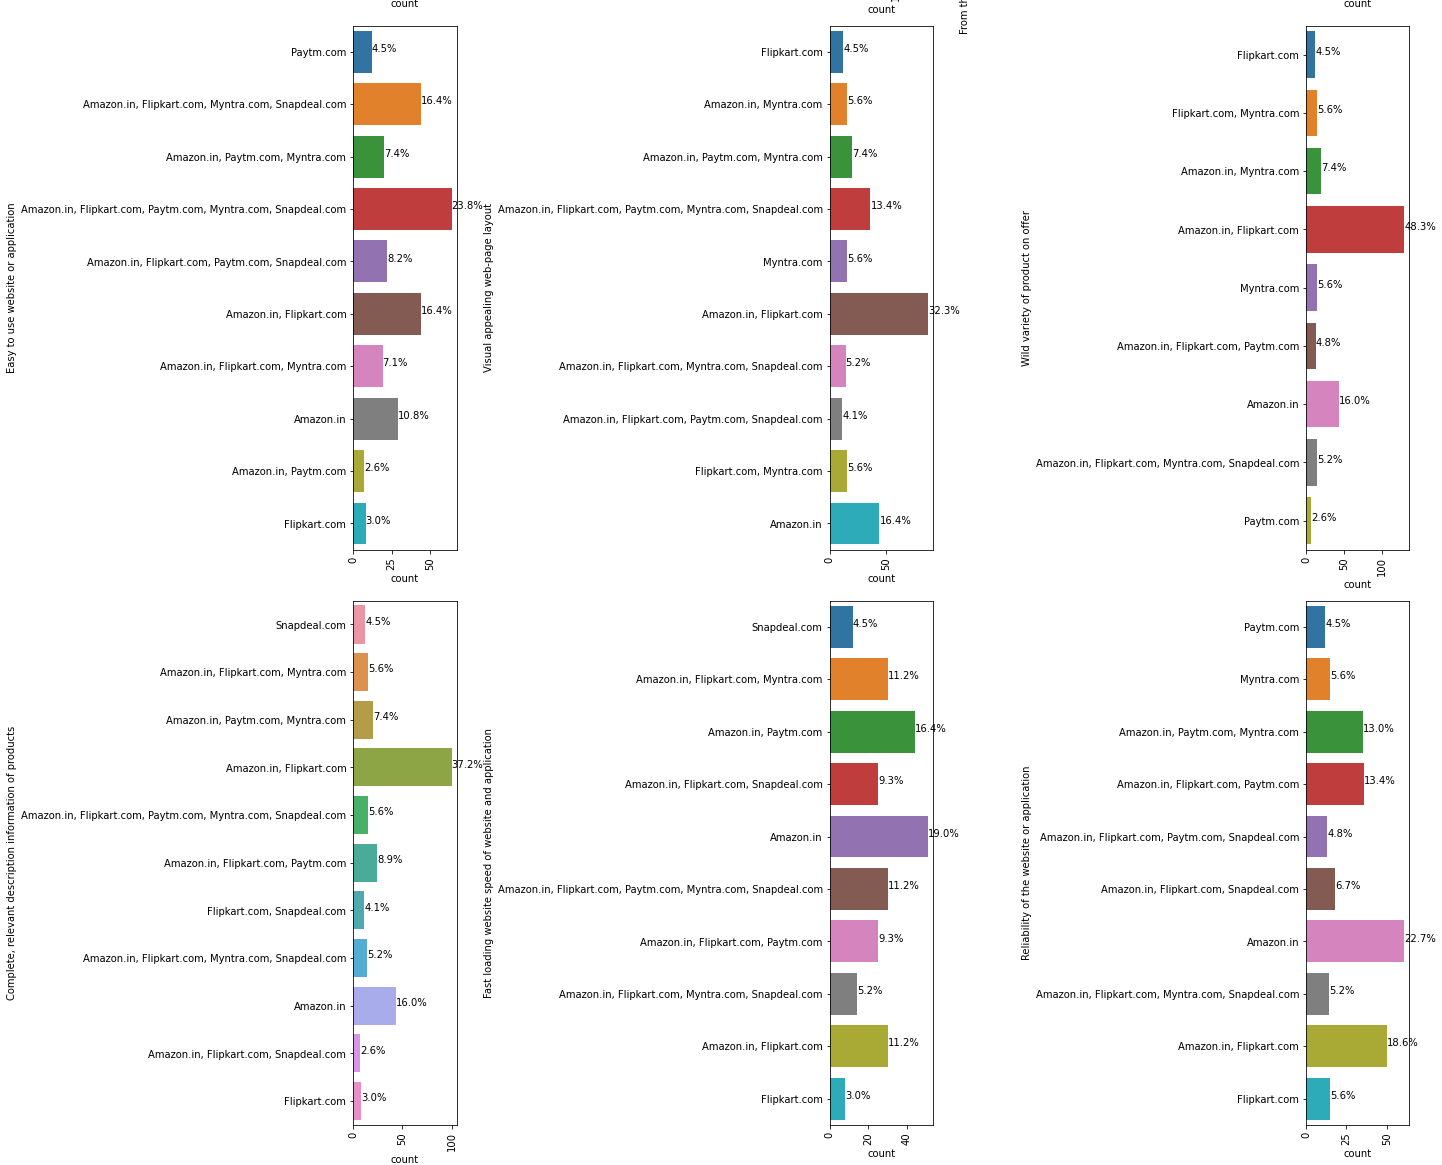 count
count
count
From th
Easy to use website or application
Paytm.com
4.5%
Amazon.in, Flipkart.com, Myntra.com, Snapdeal.com
16.4%
Amazon.in, Paytm.com, Myntra.com
7.4%
Amazon.in, Flipkart.com, Paytm.com, Myntra.com, Snapdeal.com
23.8%
Amazon.in, Flipkart.com, Paytm.com, Snapdeal.com
8.2%
Amazon.in, Flipkart.com
16.4%
Amazon.in, Flipkart.com, Myntra.com
7.1%
Amazon.in
10.8%
Amazon.in, Paytm.com
2.6%
Flipkart.com
3.0%
0
25
50
count
Visual appealing web-page layout
Flipkart.com
4.5%
Amazon.in, Myntra.com
5.6%
Amazon.in, Paytm.com, Myntra.com
7.4%
Amazon.in, Flipkart.com, Paytm.com, Myntra.com, Snapdeal.com
13.4%
Myntra.com
5.6%
Amazon.in, Flipkart.com
32.3%
Amazon.in, Flipkart.com, Myntra.com, Snapdeal.com
5.2%
Amazon.in, Flipkart.com, Paytm.com, Snapdeal.com
4.1%
Flipkart.com, Myntra.com
5.6%
Amazon.in
16.4%
0
50
count
Wild variety of product on offer
Flipkart.com
4.5%
Flipkart.com, Myntra.com
5.6%
Amazon.in, Myntra.com
7.4%
Amazon.in, Flipkart.com
48.3%
Myntra.com
5.6%
Amazon.in, Flipkart.com, Paytm.com
4.8%
Amazon.in
16.0%
Amazon.in, Flipkart.com, Myntra.com, Snapdeal.com
5.2%
Paytm.com
2.6%
0
50
100
count
Complete, relevant description information of products
Snapdeal.com
4.5%
Amazon.in, Flipkart.com, Myntra.com
5.6%
Amazon.in, Paytm.com, Myntra.com
7.4%
Amazon.in, Flipkart.com
37.2%
Amazon.in, Flipkart.com, Paytm.com, Myntra.com, Snapdeal.com
5.6%
Amazon.in, Flipkart.com, Paytm.com
8.9%
Flipkart.com, Snapdeal.com
4.1%
Amazon.in, Flipkart.com, Myntra.com, Snapdeal.com
5.2%
Amazon.in
16.0%
Amazon.in, Flipkart.com, Snapdeal.com
2.6%
Flipkart.com
3.0%
0
50
100
count
Fast loading website speed of website and application
Snapdeal.com
4.5%
Amazon.in, Flipkart.com, Myntra.com
11.2%
Amazon.in, Paytm.com
16.4%
Amazon.in, Flipkart.com, Snapdeal.com
9.3%
Amazon.in
19.0%
Amazon.in, Flipkart.com, Paytm.com, Myntra.com, Snapdeal.com
11.2%
Amazon.in, Flipkart.com, Paytm.com
9.3%
Amazon.in, Flipkart.com, Myntra.com, Snapdeal.com
5.2%
Amazon.in, Flipkart.com
11.2%
Flipkart.com
3.0%
0
20
40
count
Reliability of the website or application
Paytm.com
4.5%
Myntra.com
5.6%
Amazon.in, Paytm.com, Myntra.com
13.0%
Amazon.in, Flipkart.com, Paytm.com
13.4%
Amazon.in, Flipkart.com, Paytm.com, Snapdeal.com
4.8%
Amazon.in, Flipkart.com, Snapdeal.com
6.7%
Amazon.in
22.7%
Amazon.in, Flipkart.com, Myntra.com, Snapdeal.com
5.2%
Amazon.in, Flipkart.com
18.6%
Flipkart.com
5.6%
0
25
50
count